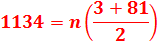 1134 = n(3 + 81 / 2)